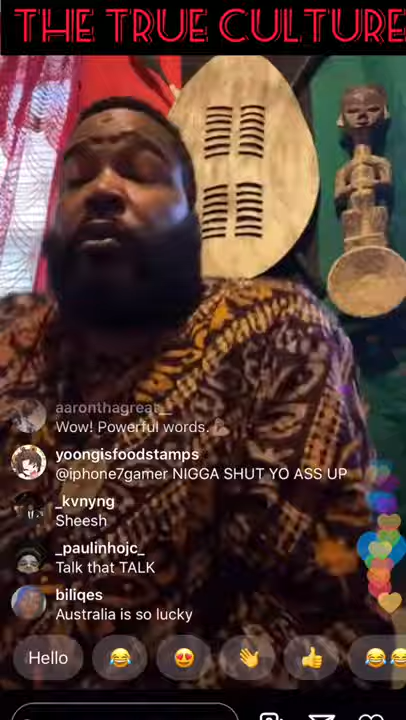 THE TRUE CULTURE
aaronthagreat__
Wow! Powerful words.
yoongisfoodstamps
@iphone7gamer NIGGA SHUT YO ASS UP
_kvnyng
Sheesh
_paulinhojc_
Talk that TALK
biliqes
Australia is so lucky
Hello